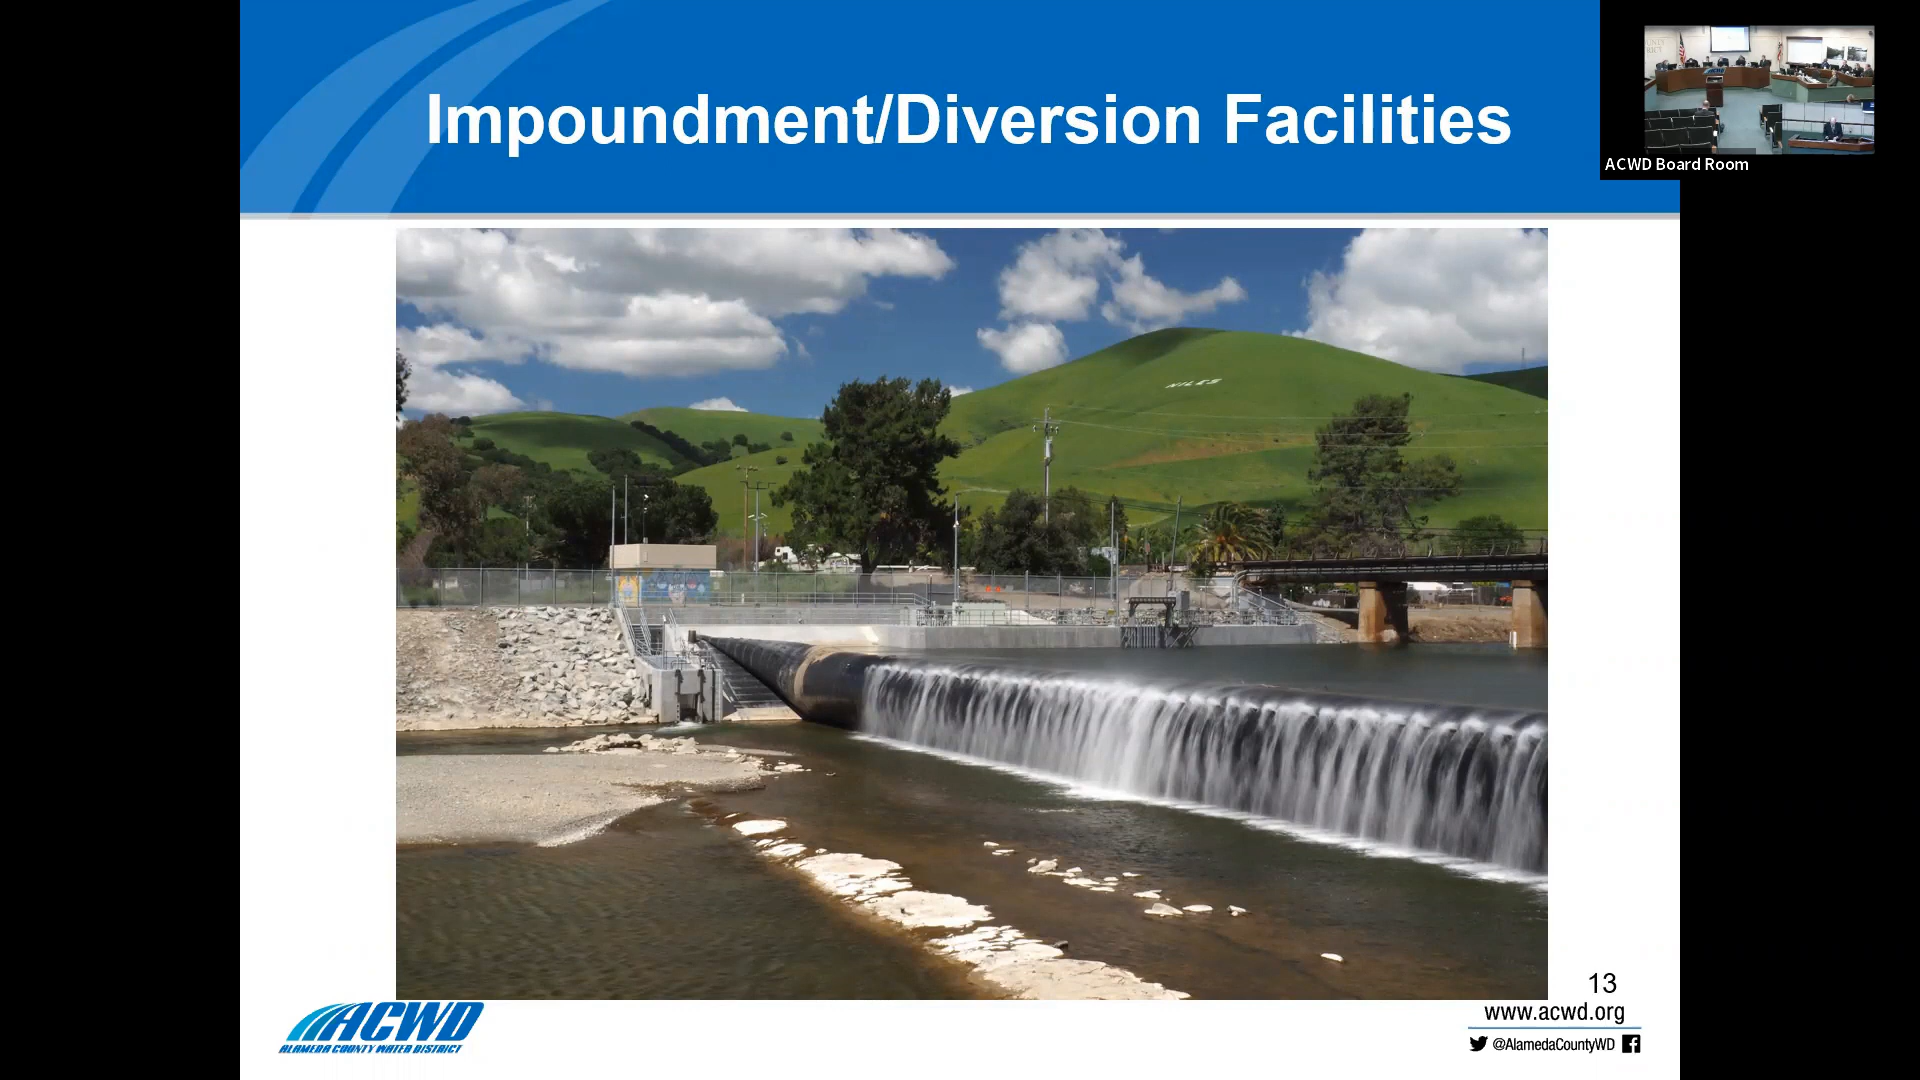 Impoundment/Diversion Facilities
ACWD Board Room
NILES
13
www.acwd.org
@AlamedaCountyWD
ACWD
ALAMEDA COUNTY WATER DISTRICT